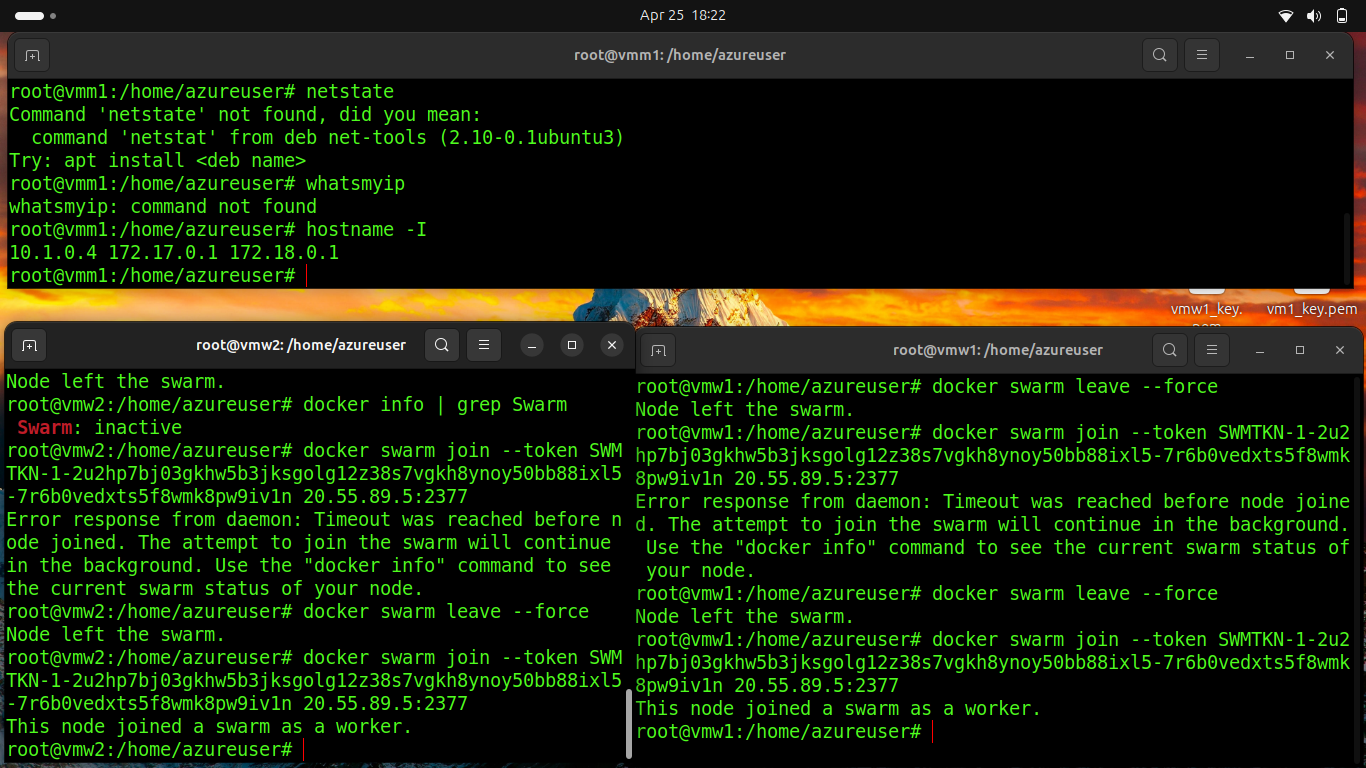 Apr 25 18:22
root@vmm1: /home/azureuser
root@vmm1:/home/azureuser# netstate
Command 'netstate' not found, did you mean:
  command 'netstat' from deb net-tools (2.10-0.1ubuntu3)
Try: apt install <deb name>
root@vmm1:/home/azureuser# whatsmyip
whatsmyip: command not found
root@vmm1:/home/azureuser# hostname -I
10.1.0.4 172.17.0.1 172.18.0.1
root@vmm1:/home/azureuser#
vmw1_key.
pem
vm1_key.pem
root@vmw2: /home/azureuser
Node left the swarm.
root@vmw2:/home/azureuser# docker info | grep Swarm
 Swarm: inactive
root@vmw2:/home/azureuser# docker swarm join --token SWM
TKN-1-2u2hp7bj03gkhw5b3jksgolg12z38s7vgkh8ynoy50bb88ixl5
-7r6b0vedxts5f8wmk8pw9iv1n 20.55.89.5:2377
Error response from daemon: Timeout was reached before n
ode joined. The attempt to join the swarm will continue
in the background. Use the "docker info" command to see
the current swarm status of your node.
root@vmw2:/home/azureuser# docker swarm leave --force
Node left the swarm.
root@vmw2:/home/azureuser# docker swarm join --token SWM
TKN-1-2u2hp7bj03gkhw5b3jksgolg12z38s7vgkh8ynoy50bb88ixl5
-7r6b0vedxts5f8wmk8pw9iv1n 20.55.89.5:2377
This node joined a swarm as a worker.
root@vmw2:/home/azureuser#
root@vmw1: /home/azureuser
root@vmw1:/home/azureuser# docker swarm leave --force
Node left the swarm.
root@vmw1:/home/azureuser# docker swarm join --token SWMTKN-1-2u2
hp7bj03gkhw5b3jksgolg12z38s7vgkh8ynoy50bb88ixl5-7r6b0vedxts5f8wmk
8pw9iv1n 20.55.89.5:2377
Error response from daemon: Timeout was reached before node joine
d. The attempt to join the swarm will continue in the background.
 Use the "docker info" command to see the current swarm status of
 your node.
root@vmw1:/home/azureuser# docker swarm leave --force
Node left the swarm.
root@vmw1:/home/azureuser# docker swarm join --token SWMTKN-1-2u2
hp7bj03gkhw5b3jksgolg12z38s7vgkh8ynoy50bb88ixl5-7r6b0vedxts5f8wmk
8pw9iv1n 20.55.89.5:2377
This node joined a swarm as a worker.
root@vmw1:/home/azureuser#